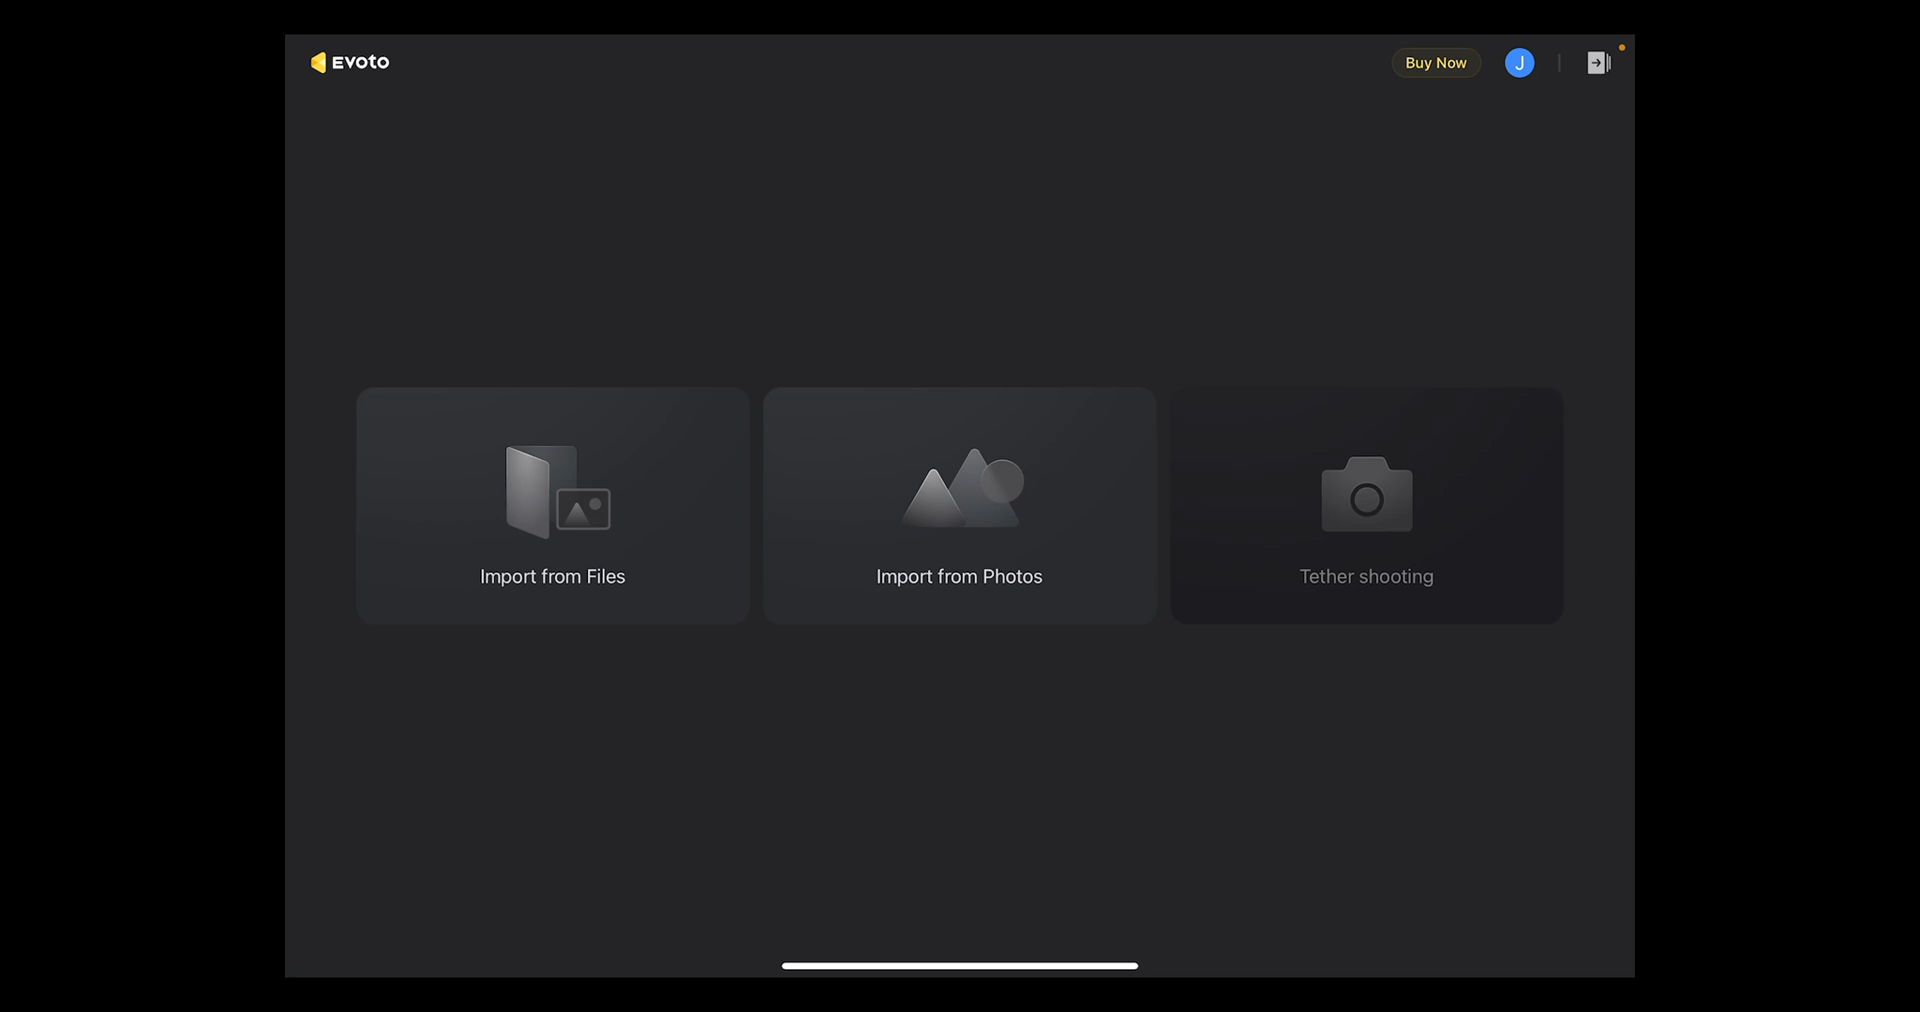 EVOTO
Buy Now
J
Import from Files
Import from Photos
Tether shooting